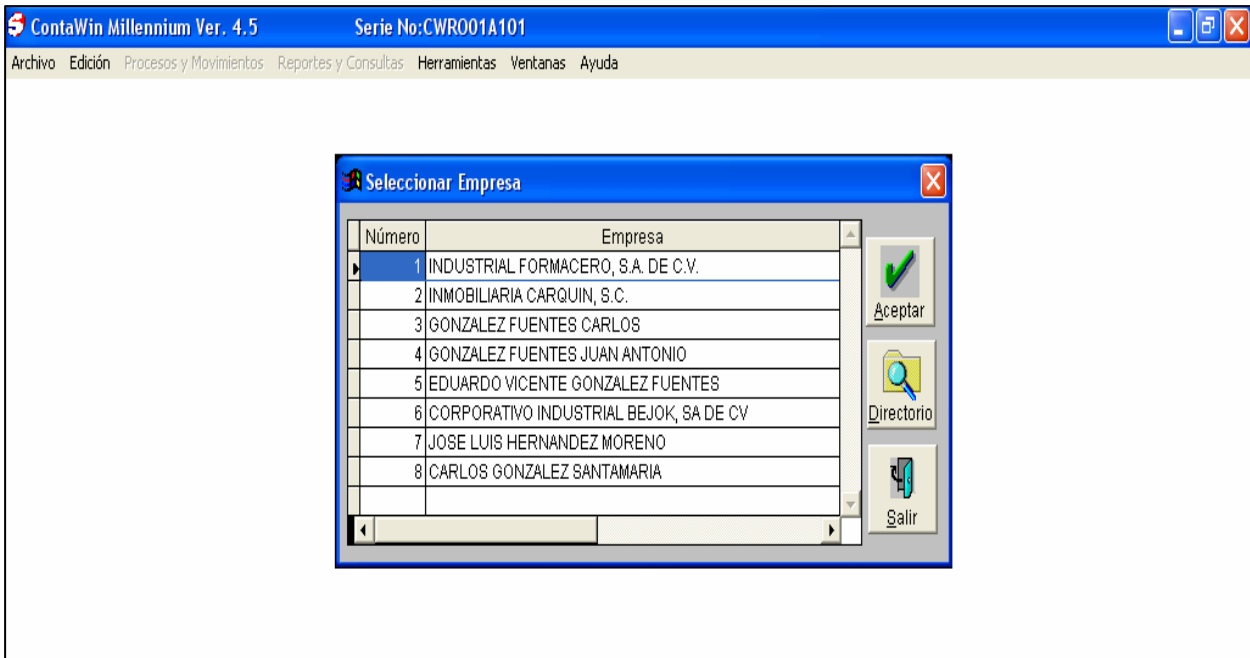 ContaWin Millennium Ver. 4.5 Serie No:CWRO01A101
Archivo Edición Procesos y Movimientos Reportes y Consultas Herramientas Ventanas Ayuda
Seleccionar Empresa
Número Empresa
1 INDUSTRIAL FORMACERO, S.A. DE C.V.
2 INMOBILIARIA CARQUIN, S.C.
3 GONZALEZ FUENTES CARLOS
4 GONZALEZ FUENTES JUAN ANTONIO
5 EDUARDO VICENTE GONZALEZ FUENTES
6 CORPORATIVO INDUSTRIAL BEJOK, SA DE CV
7 JOSE LUIS HERNANDEZ MORENO
8 CARLOS GONZALEZ SANTAMARIA
Aceptar
Directorio
Salir